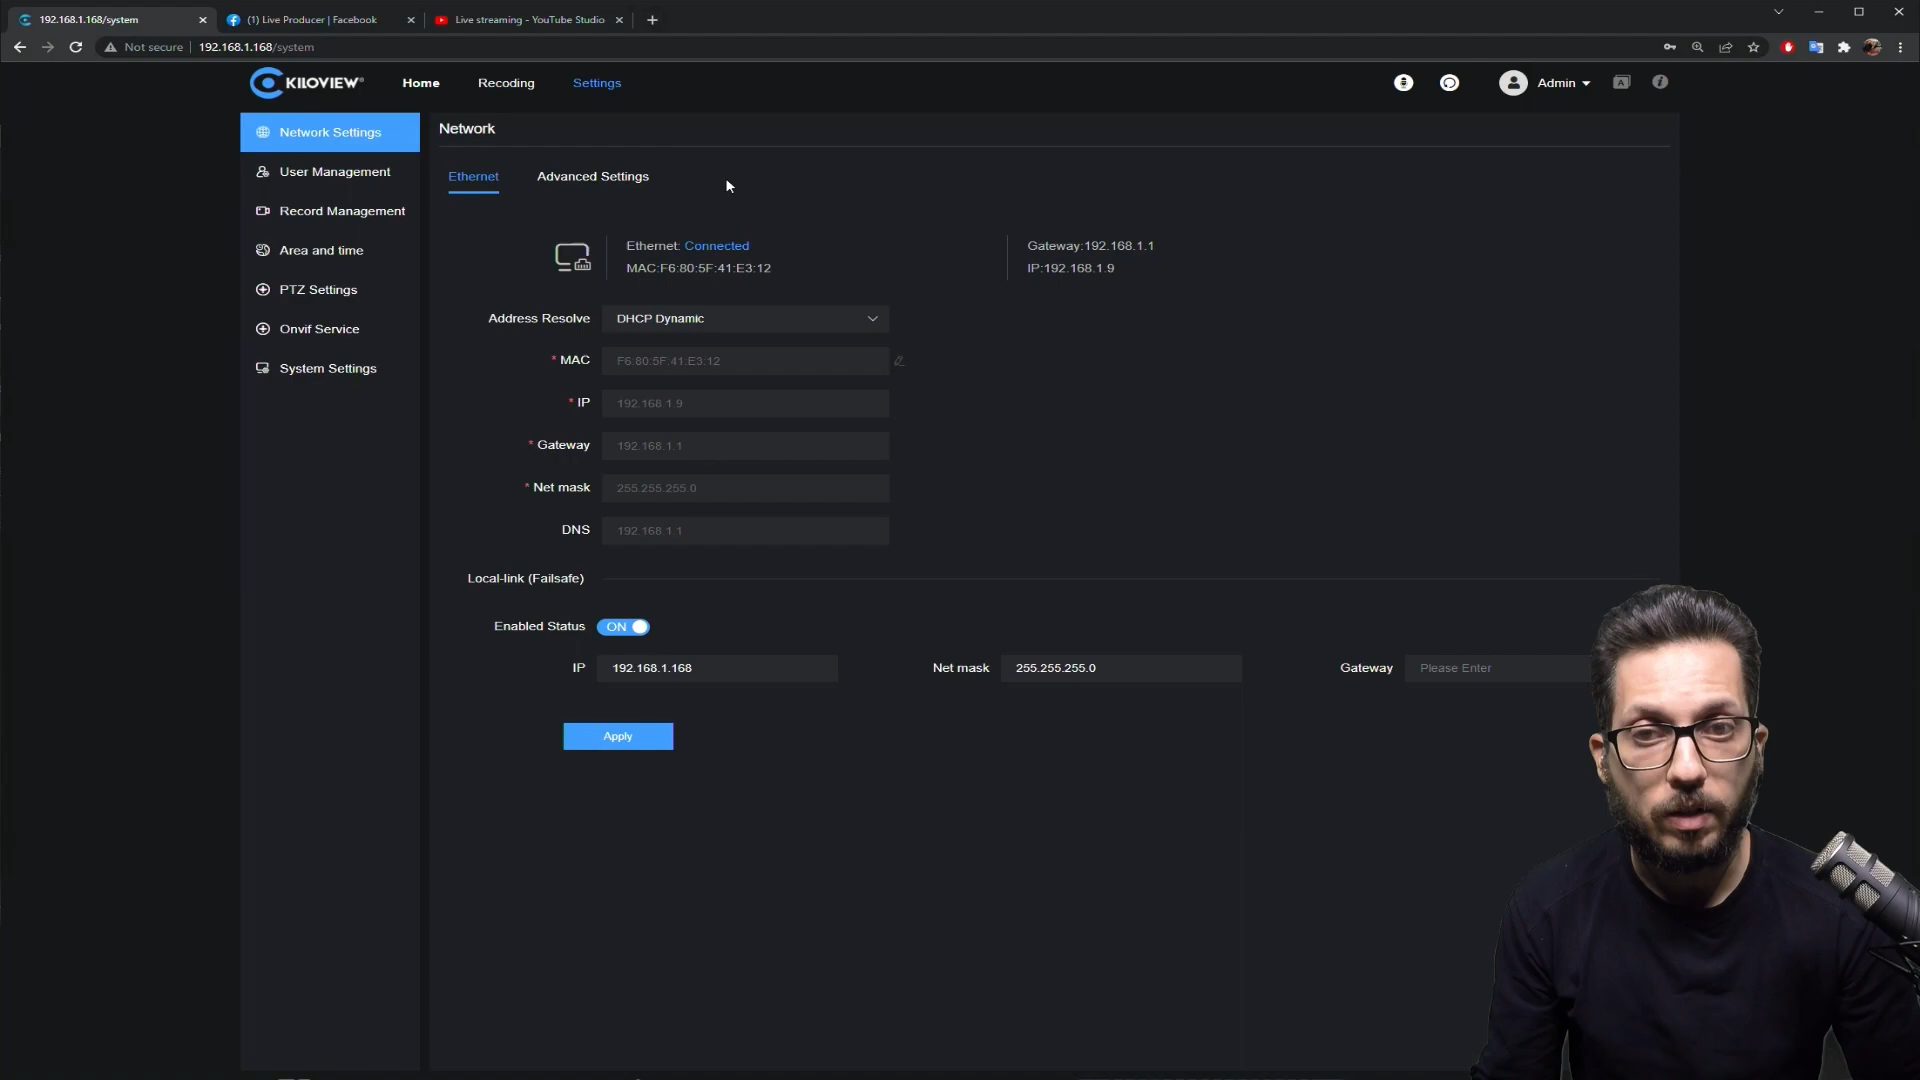 192.168.1.168/system
(1) Live Producer | Facebook
Live streaming - YouTube Studio
Not secure
192.168.1.168/system
KILOVIEW
Home
Recoding
Settings
Admin
Network Settings
User Management
Record Management
Area and time
PTZ Settings
Onvif Service
System Settings
Network
Ethernet
Advanced Settings
Ethernet: Connected
MAC:F6:80:5F:41:E3:12
Gateway:192.168.1.1
IP:192.168.1.9
Address Resolve DHCP Dynamic
* MAC F6:80:5F:41:E3:12
* IP 192.168.1.9
* Gateway 192.168.1.1
* Net mask 255.255.255.0
DNS 192.168.1.1
Local-link (Failsafe)
Enabled Status ON
IP 192.168.1.168 Net mask 255.255.255.0 Gateway Please Enter
Apply